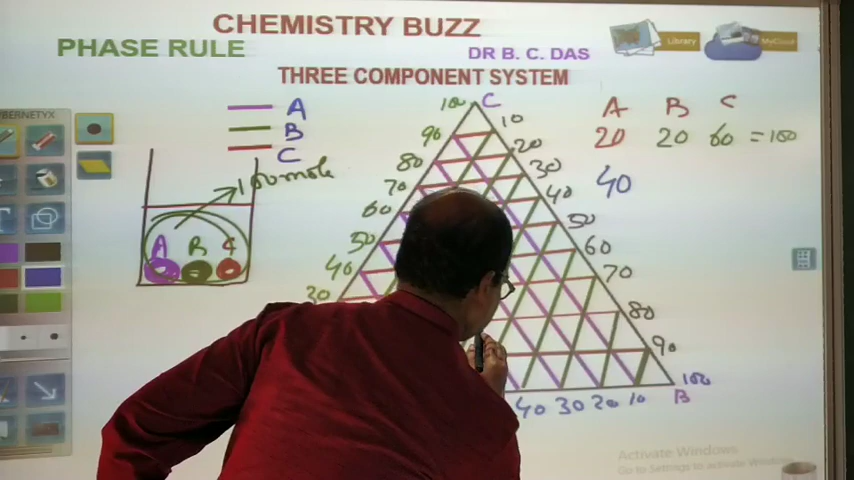 CHEMISTRY BUZZ
PHASE RULE
DR B. C. DAS
Library
MyCloud
THREE COMPONENT SYSTEM
CYBERNETYX
A
B
C
100 mole
A B C
100 C
90 10
80 20
70 30
60 40
50 50
40 60
30 70
80
90
100
B
40 30 20 10
A B C
20 20 60 = 100
40
Activate Windows
Go to Settings to activate Windows